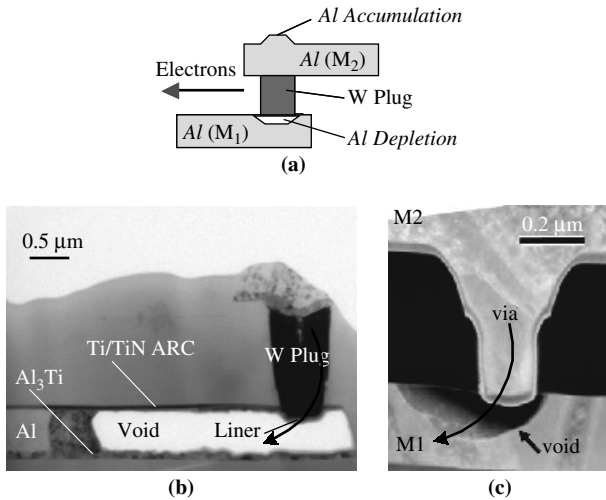 Al Accumulation
Al (M2)
Electrons
W Plug
Al (M1)
Al Depletion
(a)
0.5 μm
Ti/TiN ARC
W Plug
Al3Ti
Al
Void
Liner
(b)
M2
0.2 μm
via
M1
void
(c)